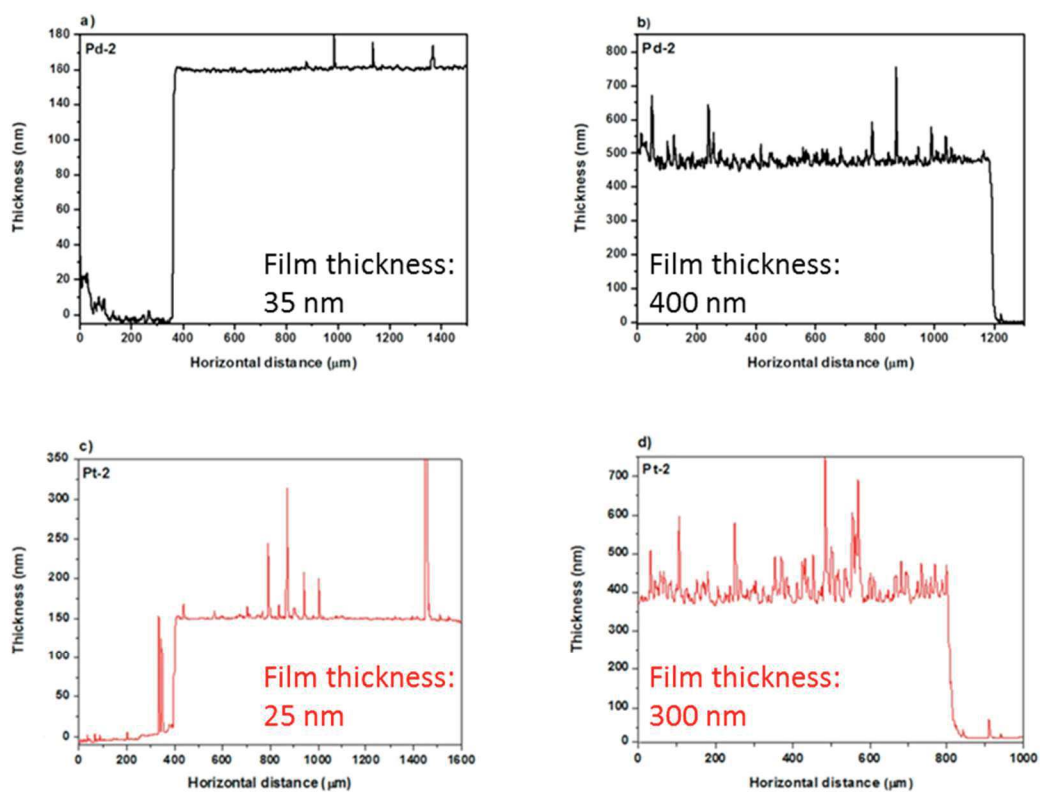 a)
Pd-2
180
160
140
120
100
80
60
40
20
0
Thickness (nm)
Film thickness:
35 nm
0 200 400 600 800 1000 1200 1400
Horizontal distance (μm)
b)
Pd-2
800
700
600
500
400
300
200
100
0
Thickness (nm)
Film thickness:
400 nm
0 200 400 600 800 1000 1200
Horizontal distance (μm)
c)
Pt-2
350
300
250
200
150
100
50
0
Thickness (nm)
Film thickness:
25 nm
0 200 400 600 800 1000 1200 1400 1600
Horizontal distance (μm)
d)
Pt-2
700
600
500
400
300
200
100
0
Thickness (nm)
Film thickness:
300 nm
0 200 400 600 800 1000
Horizontal distance (μm)